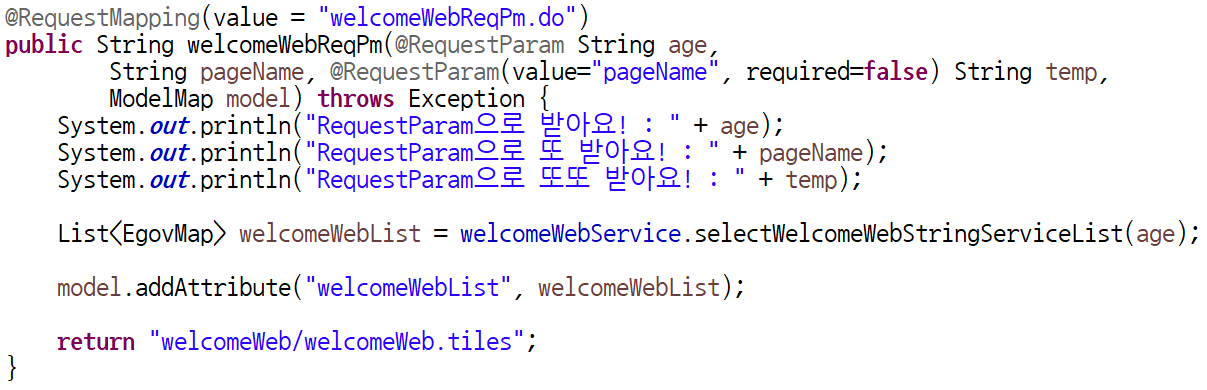 @RequestMapping(value = "welcomeWebReqPm.do")
public String welcomeWebReqPm(@RequestParam String age,
        String pageName, @RequestParam(value="pageName", required=false) String temp,
        ModelMap model) throws Exception {
    System.out.println("RequestParam으로 받아요! : " + age);
    System.out.println("RequestParam으로 또 받아요! : " + pageName);
    System.out.println("RequestParam으로 또또 받아요! : " + temp);

    List<EgovMap> welcomeWebList = welcomeWebService.selectWelcomeWebStringServiceList(age);

    model.addAttribute("welcomeWebList", welcomeWebList);

    return "welcomeWeb/welcomeWeb.tiles";
}